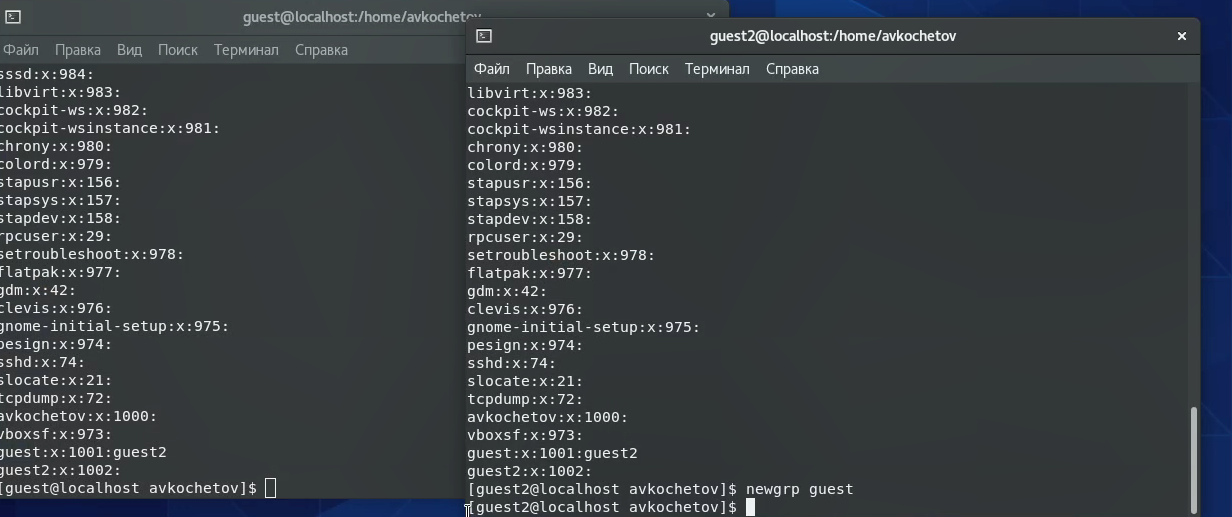 guest@localhost:/home/avkochetov
Файл Правка Вид Поиск Терминал Справка
sssd:x:984:
libvirt:x:983:
cockpit-ws:x:982:
cockpit-wsinstance:x:981:
chrony:x:980:
colord:x:979:
stapusr:x:156:
stapsys:x:157:
stapdev:x:158:
rpcuser:x:29:
setroubleshoot:x:978:
flatpak:x:977:
gdm:x:42:
clevis:x:976:
gnome-initial-setup:x:975:
pesign:x:974:
sshd:x:74:
slocate:x:21:
tcpdump:x:72:
avkochetov:x:1000:
vboxsf:x:973:
guest:x:1001:guest2
guest2:x:1002:
[guest@localhost avkochetov]$
guest2@localhost:/home/avkochetov
Файл Правка Вид Поиск Терминал Справка
libvirt:x:983:
cockpit-ws:x:982:
cockpit-wsinstance:x:981:
chrony:x:980:
colord:x:979:
stapusr:x:156:
stapsys:x:157:
stapdev:x:158:
rpcuser:x:29:
setroubleshoot:x:978:
flatpak:x:977:
gdm:x:42:
clevis:x:976:
gnome-initial-setup:x:975:
pesign:x:974:
sshd:x:74:
slocate:x:21:
tcpdump:x:72:
avkochetov:x:1000:
vboxsf:x:973:
guest:x:1001:guest2
guest2:x:1002:
[guest2@localhost avkochetov]$ newgrp guest
[guest2@localhost avkochetov]$